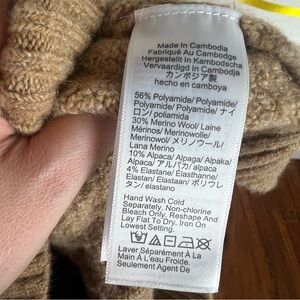 Made In Cambodia
Fabriqué Au Cambodge
Hergestellt in Kambodscha
Vervaardigd in Cambodja
カンボジア製
hecho en camboya
56% Polyamide/ Polyamide/
Polyamide/ Polyamide/ ナイ
ロン/ poliamida
30% Merino Wool/ Laine
Mérinos/ Merinowolle/
Merinowol/ メリノウール/
Lana Merino
10% Alpaca/ Alpaga/ Alpaka/
Alpaca/ アルパカ/ alpaca
4% Elastane/ Élasthanne/
Elastan/ Elastaan/ ポリウレ
タン/ elastano
Hand Wash Cold
Separately. Non-chlorine
Bleach Only. Reshape And
Lay Flat To Dry. Iron On
Lowest Setting.
Laver Séparément À La
Main À L'eau Froide.
Seulement Agent De